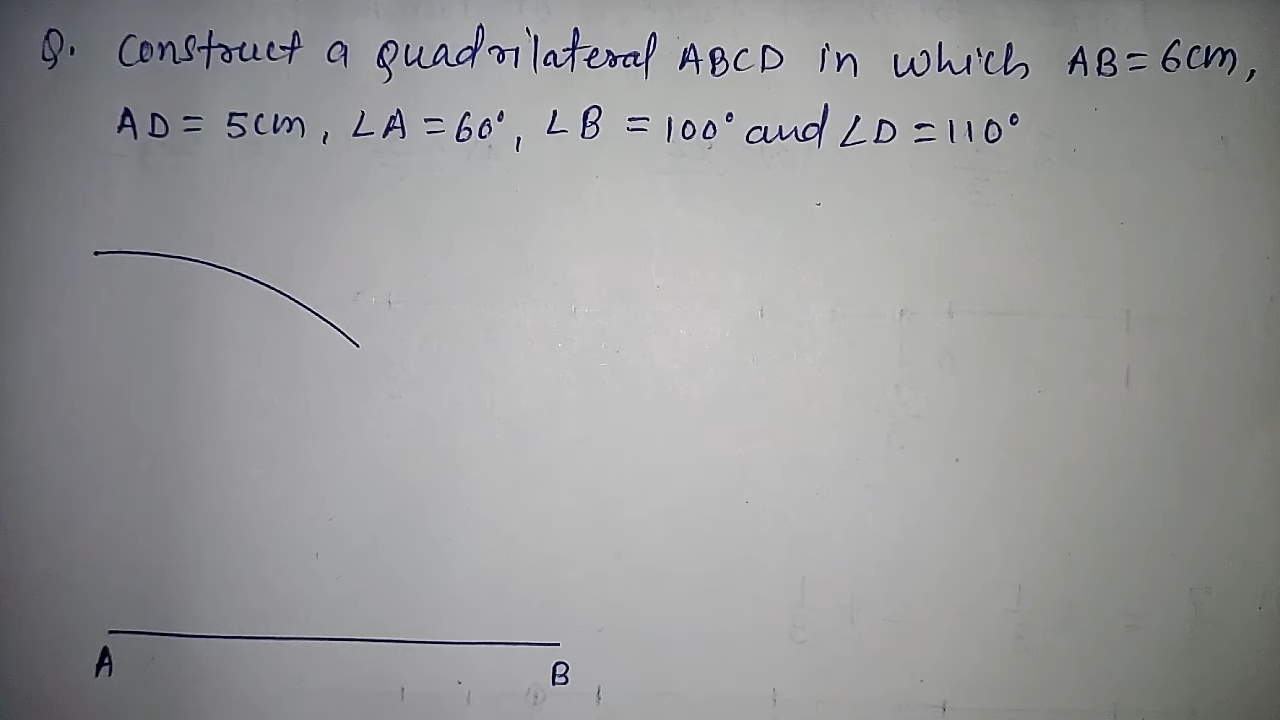 Q. Construct a quadrilateral ABCD in which AB = 6cm,
AD = 5cm, ∠A = 60°, ∠B = 100° and ∠D = 110°
A
B